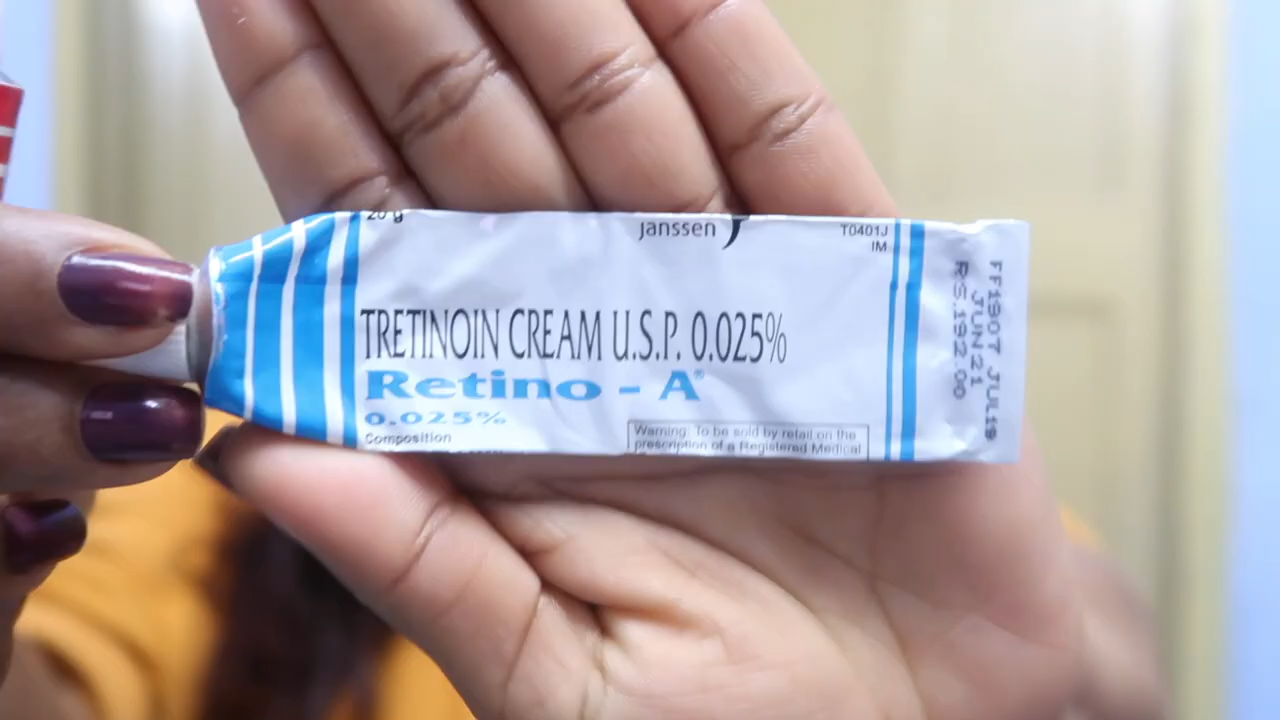 20 g
janssen
T0401J
IM
TRETINOIN CREAM U.S.P. 0.025%
Retino - A®
0.025%
Composition
Warning: To be sold by retail on the
prescription of a Registered Medical
FF1907 JUL19
JUN 21
RS.192.00